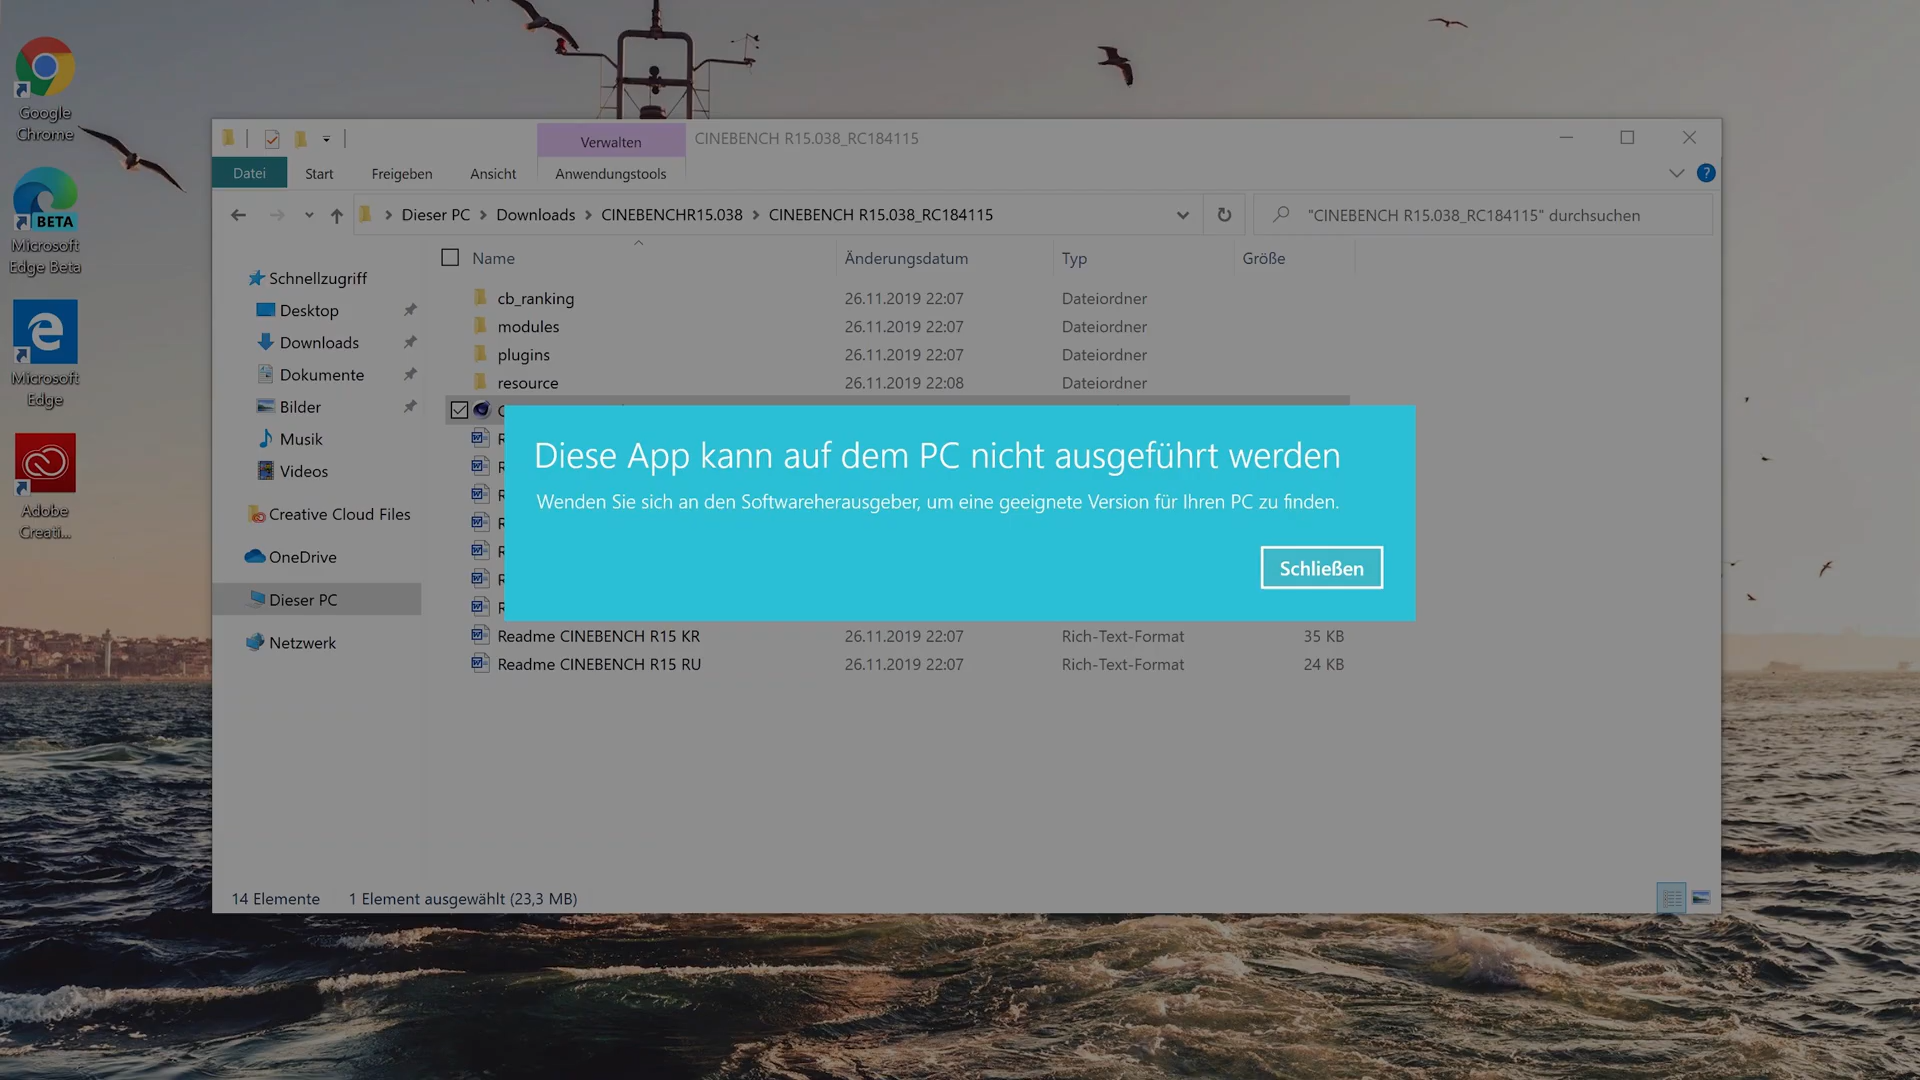 Google
Chrome
BETA
Microsoft
Edge Beta
Microsoft
Edge
Adobe
Creati...
Verwalten
CINEBENCH R15.038_RC184115
Datei
Start
Freigeben
Ansicht
Anwendungstools
Dieser PC
Downloads
CINEBENCHR15.038
CINEBENCH R15.038_RC184115
"CINEBENCH R15.038_RC184115" durchsuchen
Schnellzugriff
Desktop
Downloads
Dokumente
Bilder
Musik
Videos
Creative Cloud Files
OneDrive
Dieser PC
Netzwerk
Name Änderungsdatum Typ Größe
cb_ranking 26.11.2019 22:07 Dateiordner
modules 26.11.2019 22:07 Dateiordner
plugins 26.11.2019 22:07 Dateiordner
resource 26.11.2019 22:08 Dateiordner
Diese App kann auf dem PC nicht ausgeführt werden
Wenden Sie sich an den Softwareherausgeber, um eine geeignete Version für Ihren PC zu finden.
Schließen
Readme CINEBENCH R15 KR 26.11.2019 22:07 Rich-Text-Format 35 KB
Readme CINEBENCH R15 RU 26.11.2019 22:07 Rich-Text-Format 24 KB
14 Elemente 1 Element ausgewählt (23,3 MB)